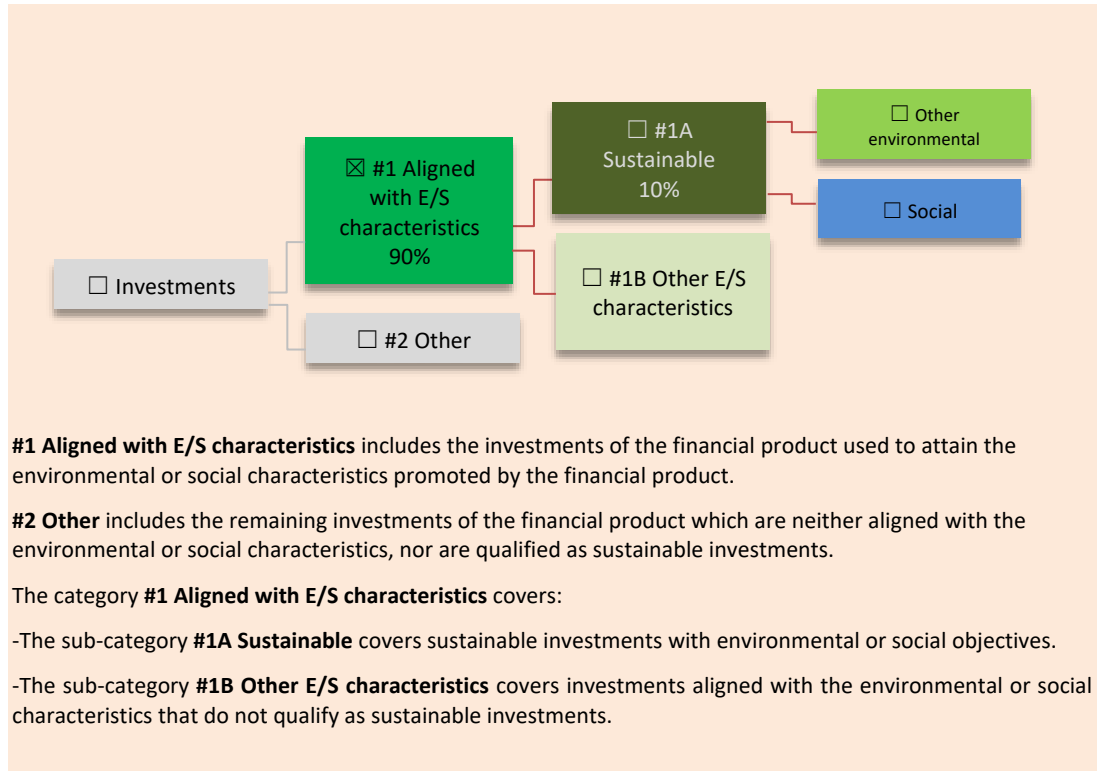 ☐ Investments
☒ #1 Aligned
with E/S
characteristics
90%
☐ #2 Other
☐ #1A
Sustainable
10%
☐ #1B Other E/S
characteristics
☐ Other
environmental
☐ Social
#1 Aligned with E/S characteristics includes the investments of the financial product used to attain the
environmental or social characteristics promoted by the financial product.
#2 Other includes the remaining investments of the financial product which are neither aligned with the
environmental or social characteristics, nor are qualified as sustainable investments.
The category #1 Aligned with E/S characteristics covers:
-The sub-category #1A Sustainable covers sustainable investments with environmental or social objectives.
-The sub-category #1B Other E/S characteristics covers investments aligned with the environmental or social
characteristics that do not qualify as sustainable investments.